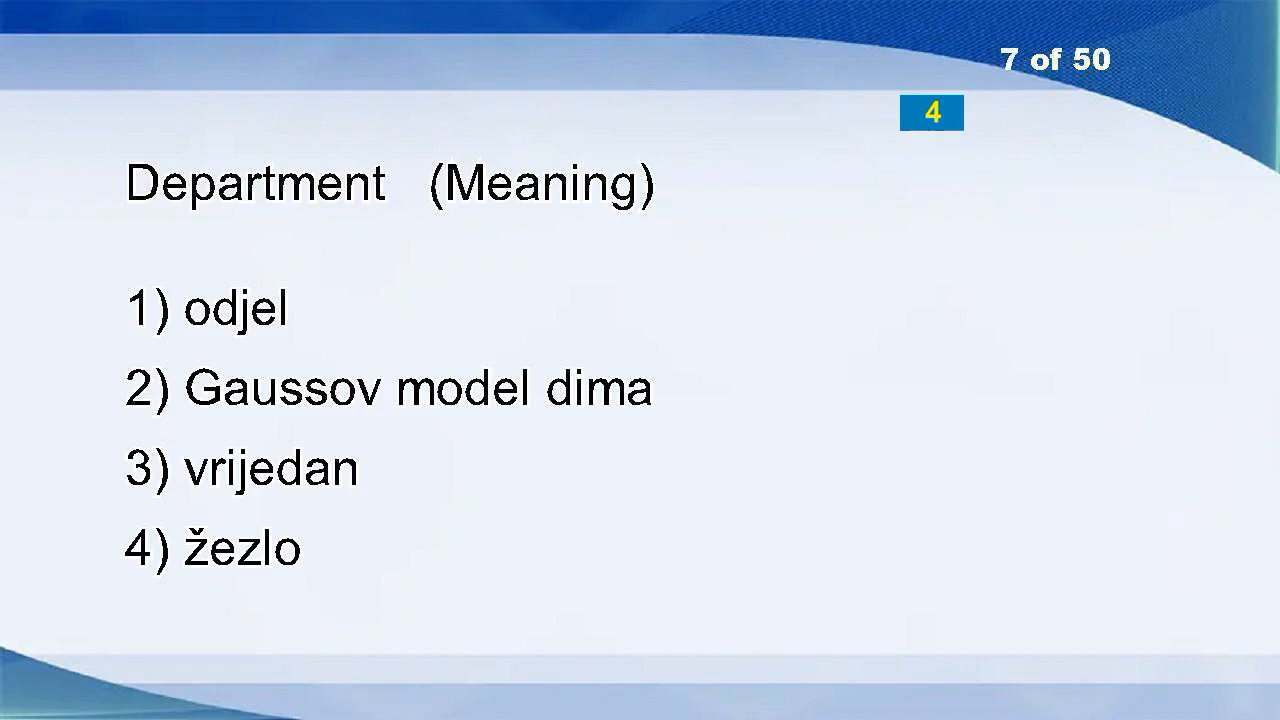 7 of 50
4
Department (Meaning)
1) odjel
2) Gaussov model dima
3) vrijedan
4) žezlo